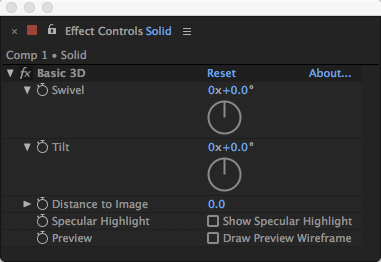 Effect Controls Solid
Comp 1 • Solid
fx Basic 3D Reset About...
Swivel 0x+0.0°
Tilt 0x+0.0°
Distance to Image 0.0
Specular Highlight Show Specular Highlight
Preview Draw Preview Wireframe